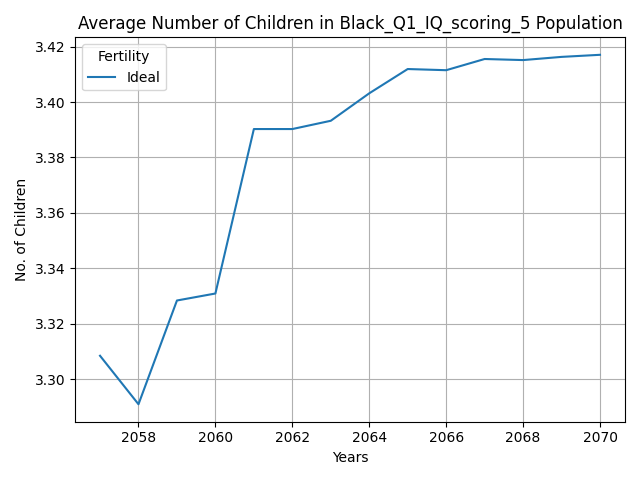 Average Number of Children in Black_Q1_IQ_scoring_5 Population
Fertility
Ideal
3.42
3.40
3.38
3.36
3.34
3.32
3.30
No. of Children
2058 2060 2062 2064 2066 2068 2070
Years